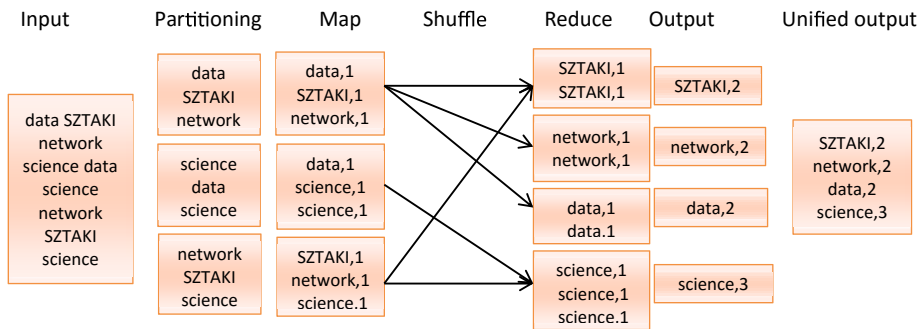 Input
Partitioning
Map
Shuffle
Reduce
Output
Unified output
data SZTAKI
network
science data
science
network
SZTAKI
science
data
SZTAKI
network
science
data
science
network
SZTAKI
science
data,1
SZTAKI,1
network,1
data,1
science,1
science,1
SZTAKI,1
network,1
science.1
SZTAKI,1
SZTAKI,1
network,1
network,1
data,1
data.1
science,1
science,1
science.1
SZTAKI,2
network,2
data,2
science,3
SZTAKI,2
network,2
data,2
science,3